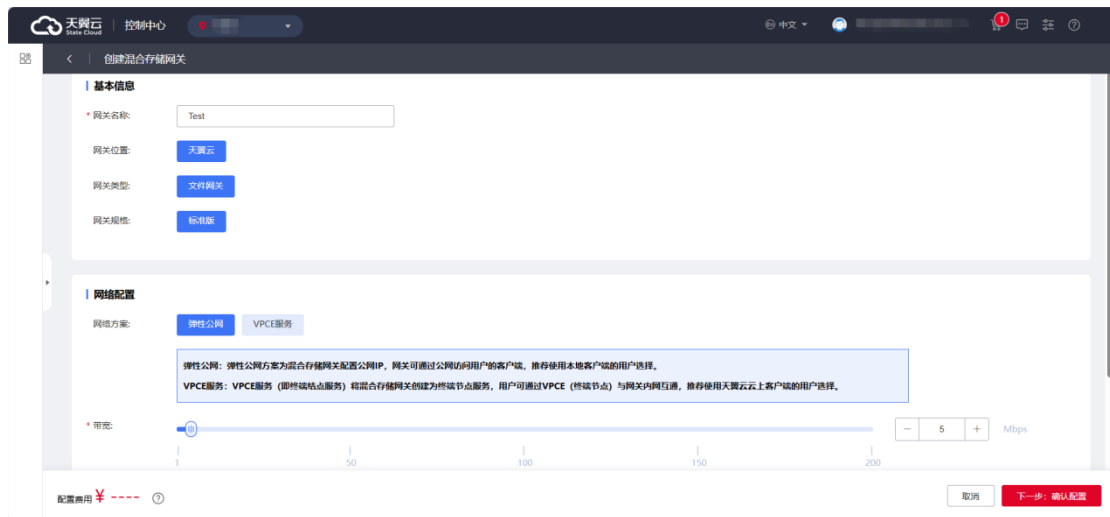 天翼云
State Cloud
控制中心
中文
1
创建混合存储网关
基本信息
* 网关名称:
Test
网关位置:
天翼云
网关类型:
文件网关
网关规格:
标准版
网络配置
网络方案:
弹性公网
VPCE服务
弹性公网：弹性公网方案为混合存储网关配置公网IP，网关可通过公网访问用户的客户端，推荐使用本地客户端的用户选择。
VPCE服务：VPCE服务（即终端结点服务）将混合存储网关创建为终端节点服务，用户可通过VPCE（终端节点）与网关内网互通，推荐使用天翼云云上客户端的用户选择。
* 带宽:
5
Mbps
1
50
100
150
200
配置费用 ¥ ----
取消
下一步：确认配置